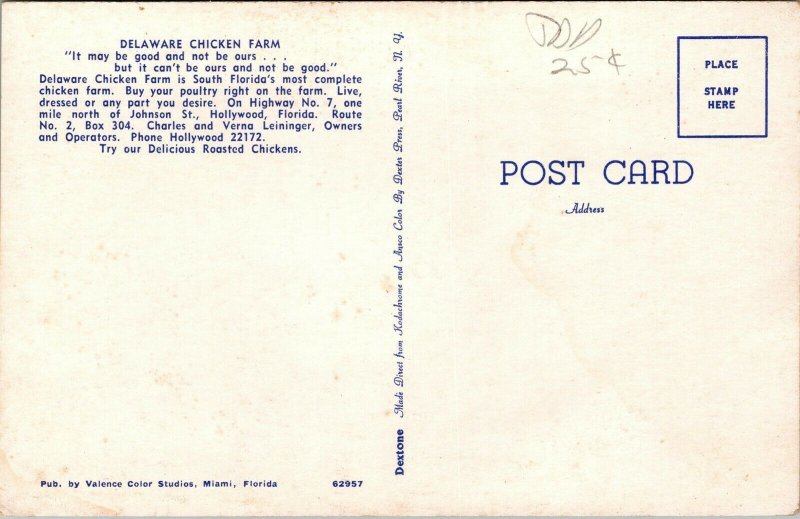 DELAWARE CHICKEN FARM
"It may be good and not be ours . . .
but it can't be ours and not be good."
Delaware Chicken Farm is South Florida's most complete
chicken farm. Buy your poultry right on the farm. Live,
dressed or any part you desire. On Highway No. 7, one
mile north of Johnson St., Hollywood, Florida. Route
No. 2, Box 304. Charles and Verna Leininger, Owners
and Operators. Phone Hollywood 22172.
Try our Delicious Roasted Chickens.
Pub. by Valence Color Studios, Miami, Florida 62957
Dextone Made Direct from Kodachrome and Ansco Color By Dexter Press, Pearl River, N. Y.
25¢
PLACE
STAMP
HERE
POST CARD
Address